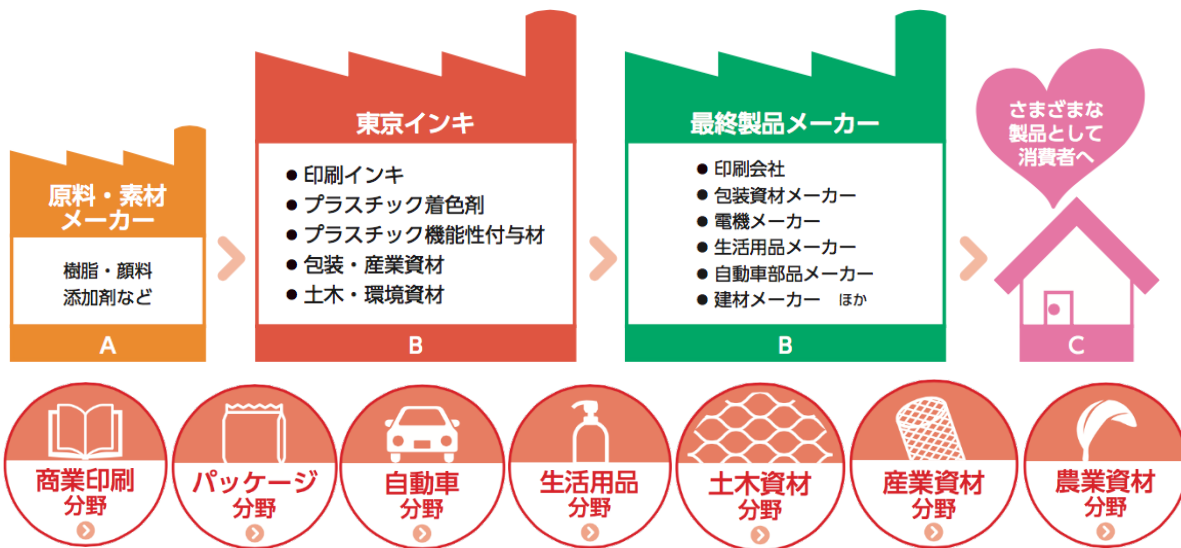 原料・素材
メーカー
樹脂・顔料
添加剤など
A
東京インキ
● 印刷インキ
● プラスチック着色剤
● プラスチック機能性付与材
● 包装・産業資材
● 土木・環境資材
B
最終製品メーカー
● 印刷会社
● 包装資材メーカー
● 電機メーカー
● 生活用品メーカー
● 自動車部品メーカー
● 建材メーカー ほか
B
さまざまな
製品として
消費者へ
C
商業印刷
分野
パッケージ
分野
自動車
分野
生活用品
分野
土木資材
分野
産業資材
分野
農業資材
分野